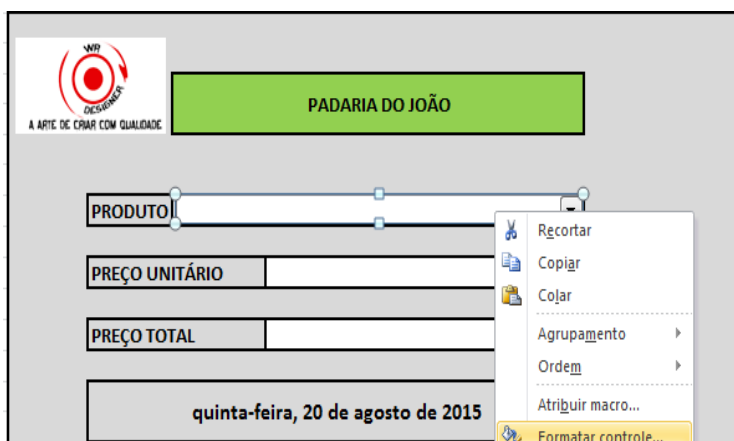 WR
DESIGNER
A ARTE DE CRIAR COM QUALIDADE
PADARIA DO JOÃO
PRODUTO
PREÇO UNITÁRIO
PREÇO TOTAL
quinta-feira, 20 de agosto de 2015
Recortar
Copiar
Colar
Agrupamento
Ordem
Atribuir macro...
Formatar controle...